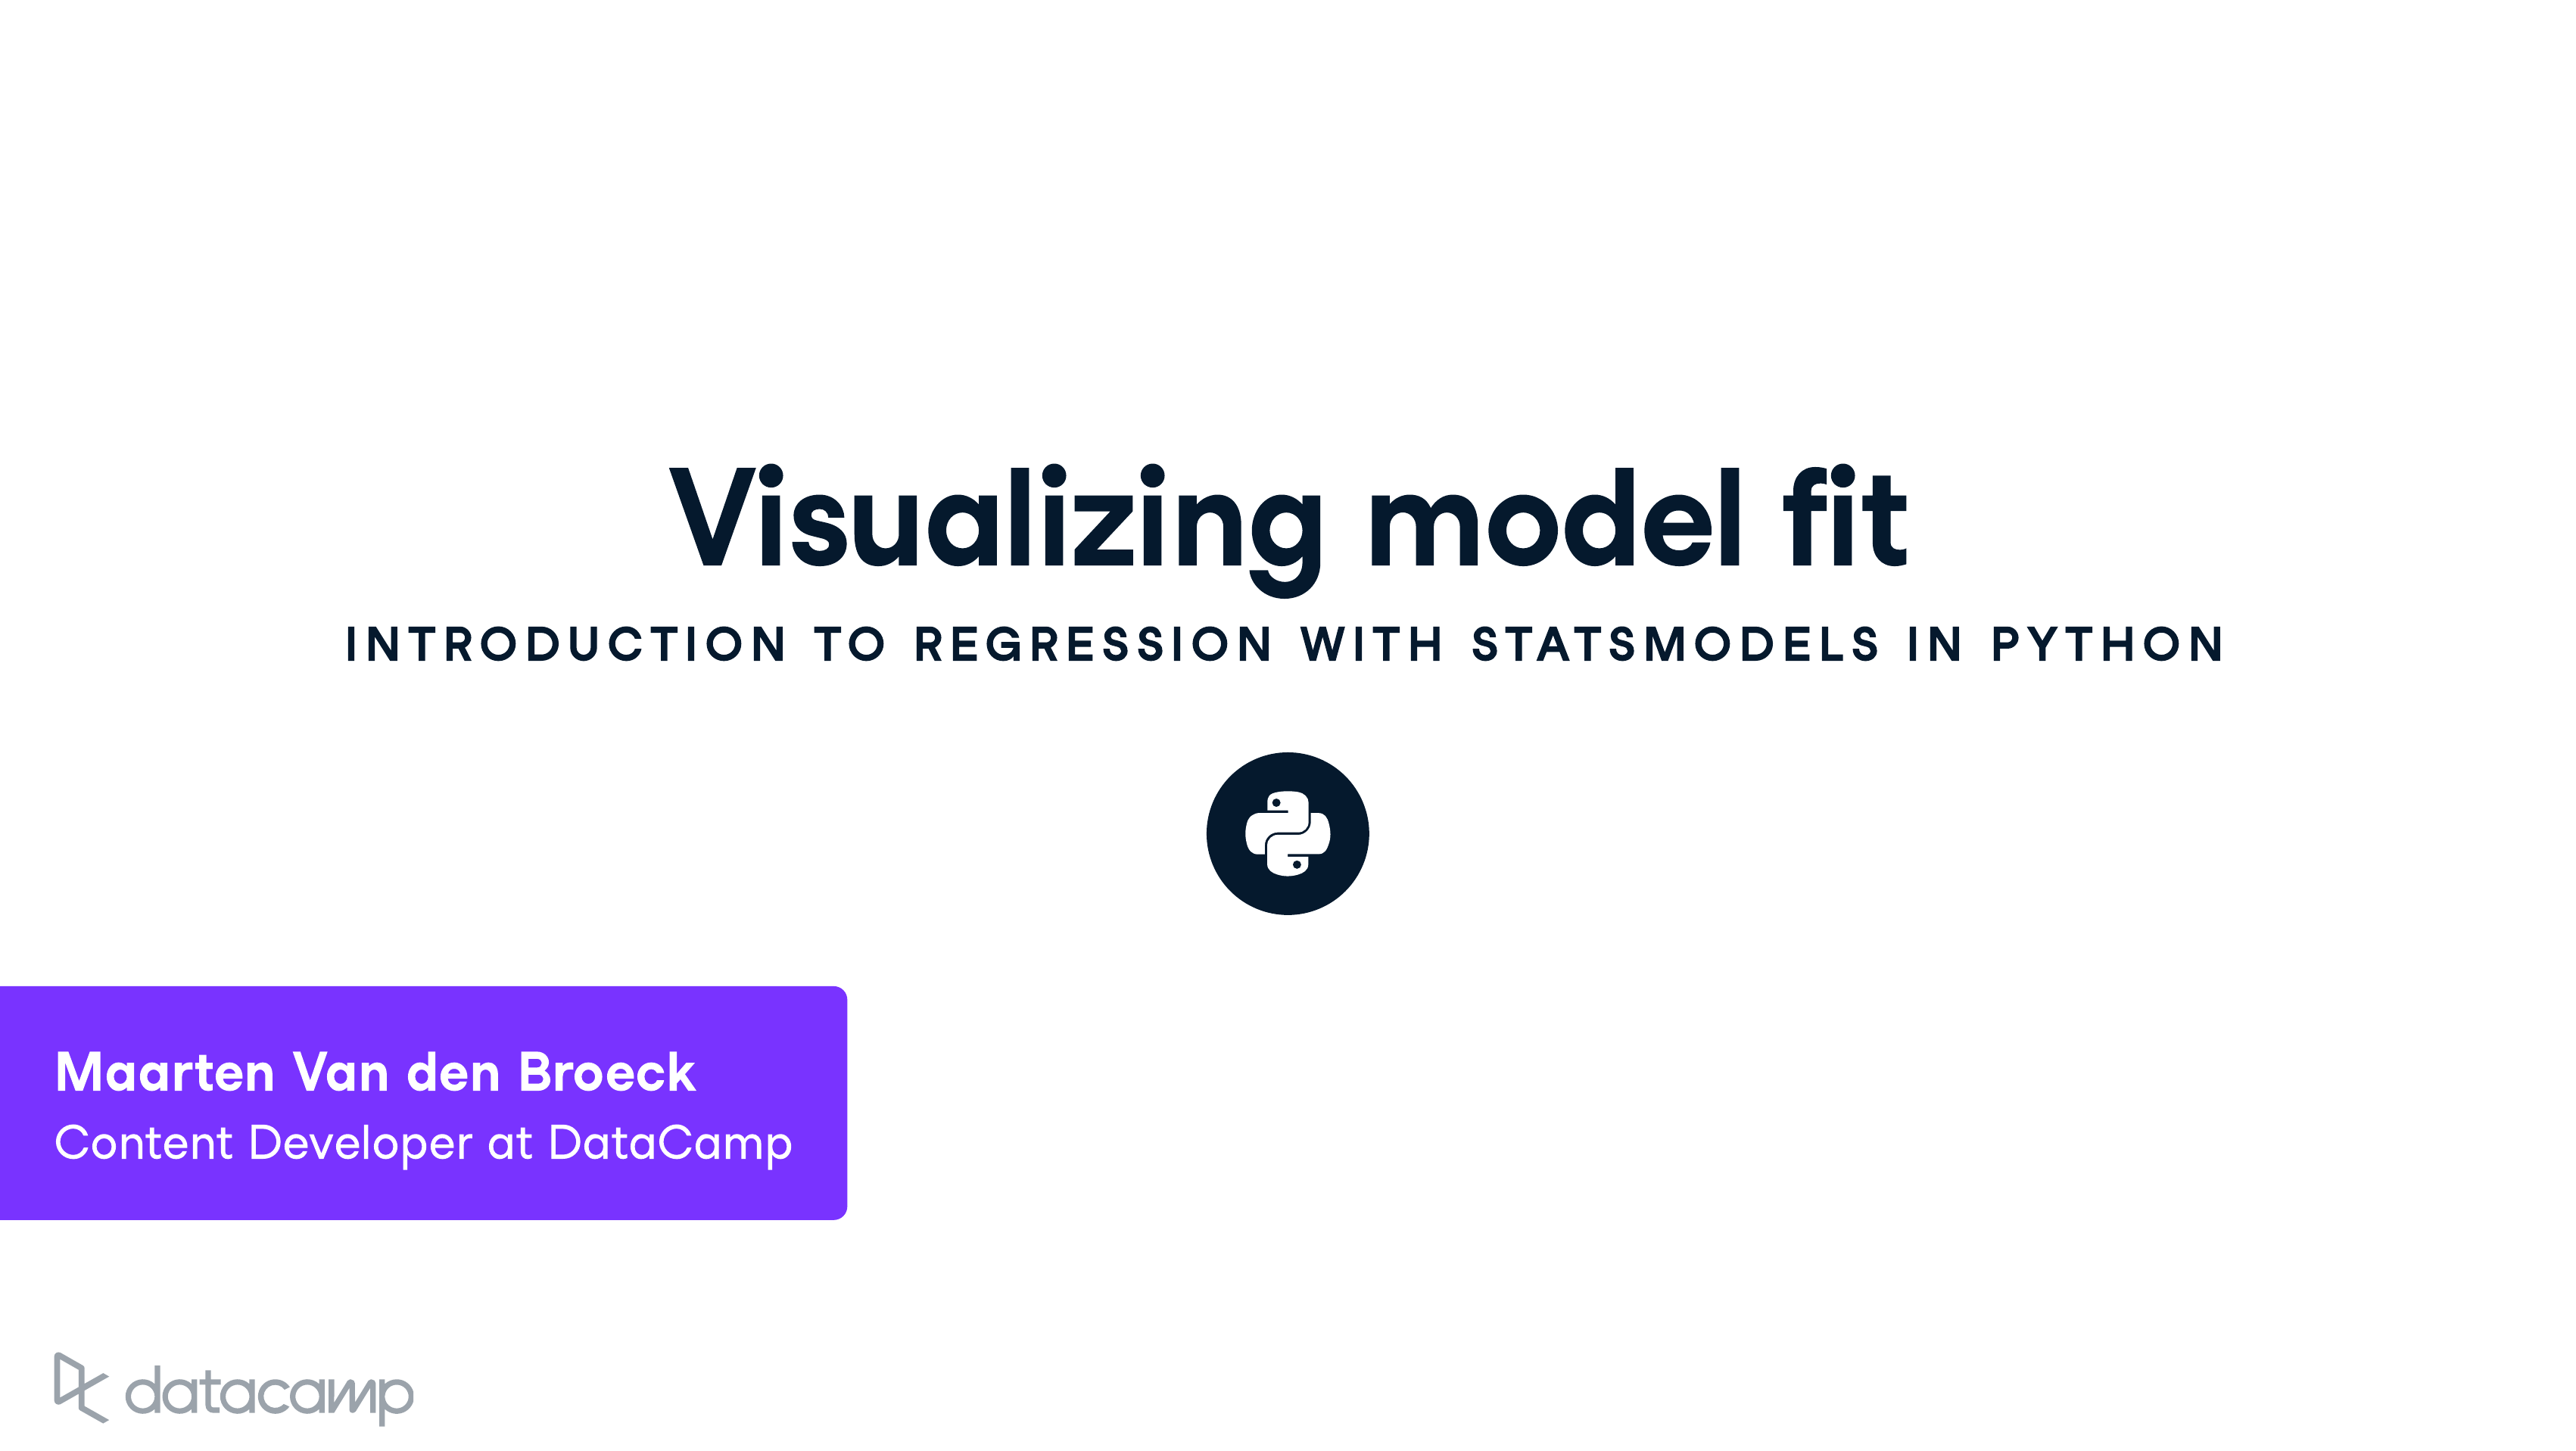 Visualizing model fit
INTRODUCTION TO REGRESSION WITH STATSMODELS IN PYTHON
Maarten Van den Broeck
Content Developer at DataCamp
datacamp